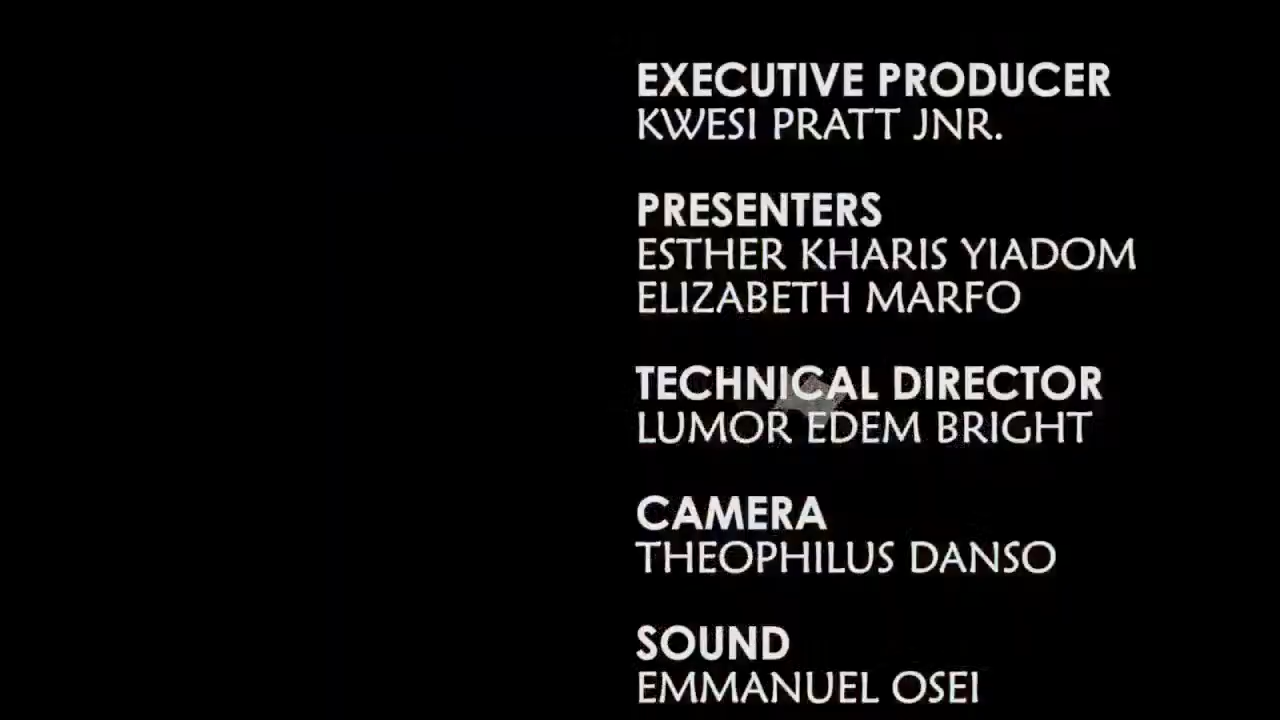 EXECUTIVE PRODUCER
KWESI PRATT JNR.
PRESENTERS
ESTHER KHARIS YIADOM
ELIZABETH MARFO
TECHNICAL DIRECTOR
LUMOR EDEM BRIGHT
CAMERA
THEOPHILUS DANSO
SOUND
EMMANUEL OSEI